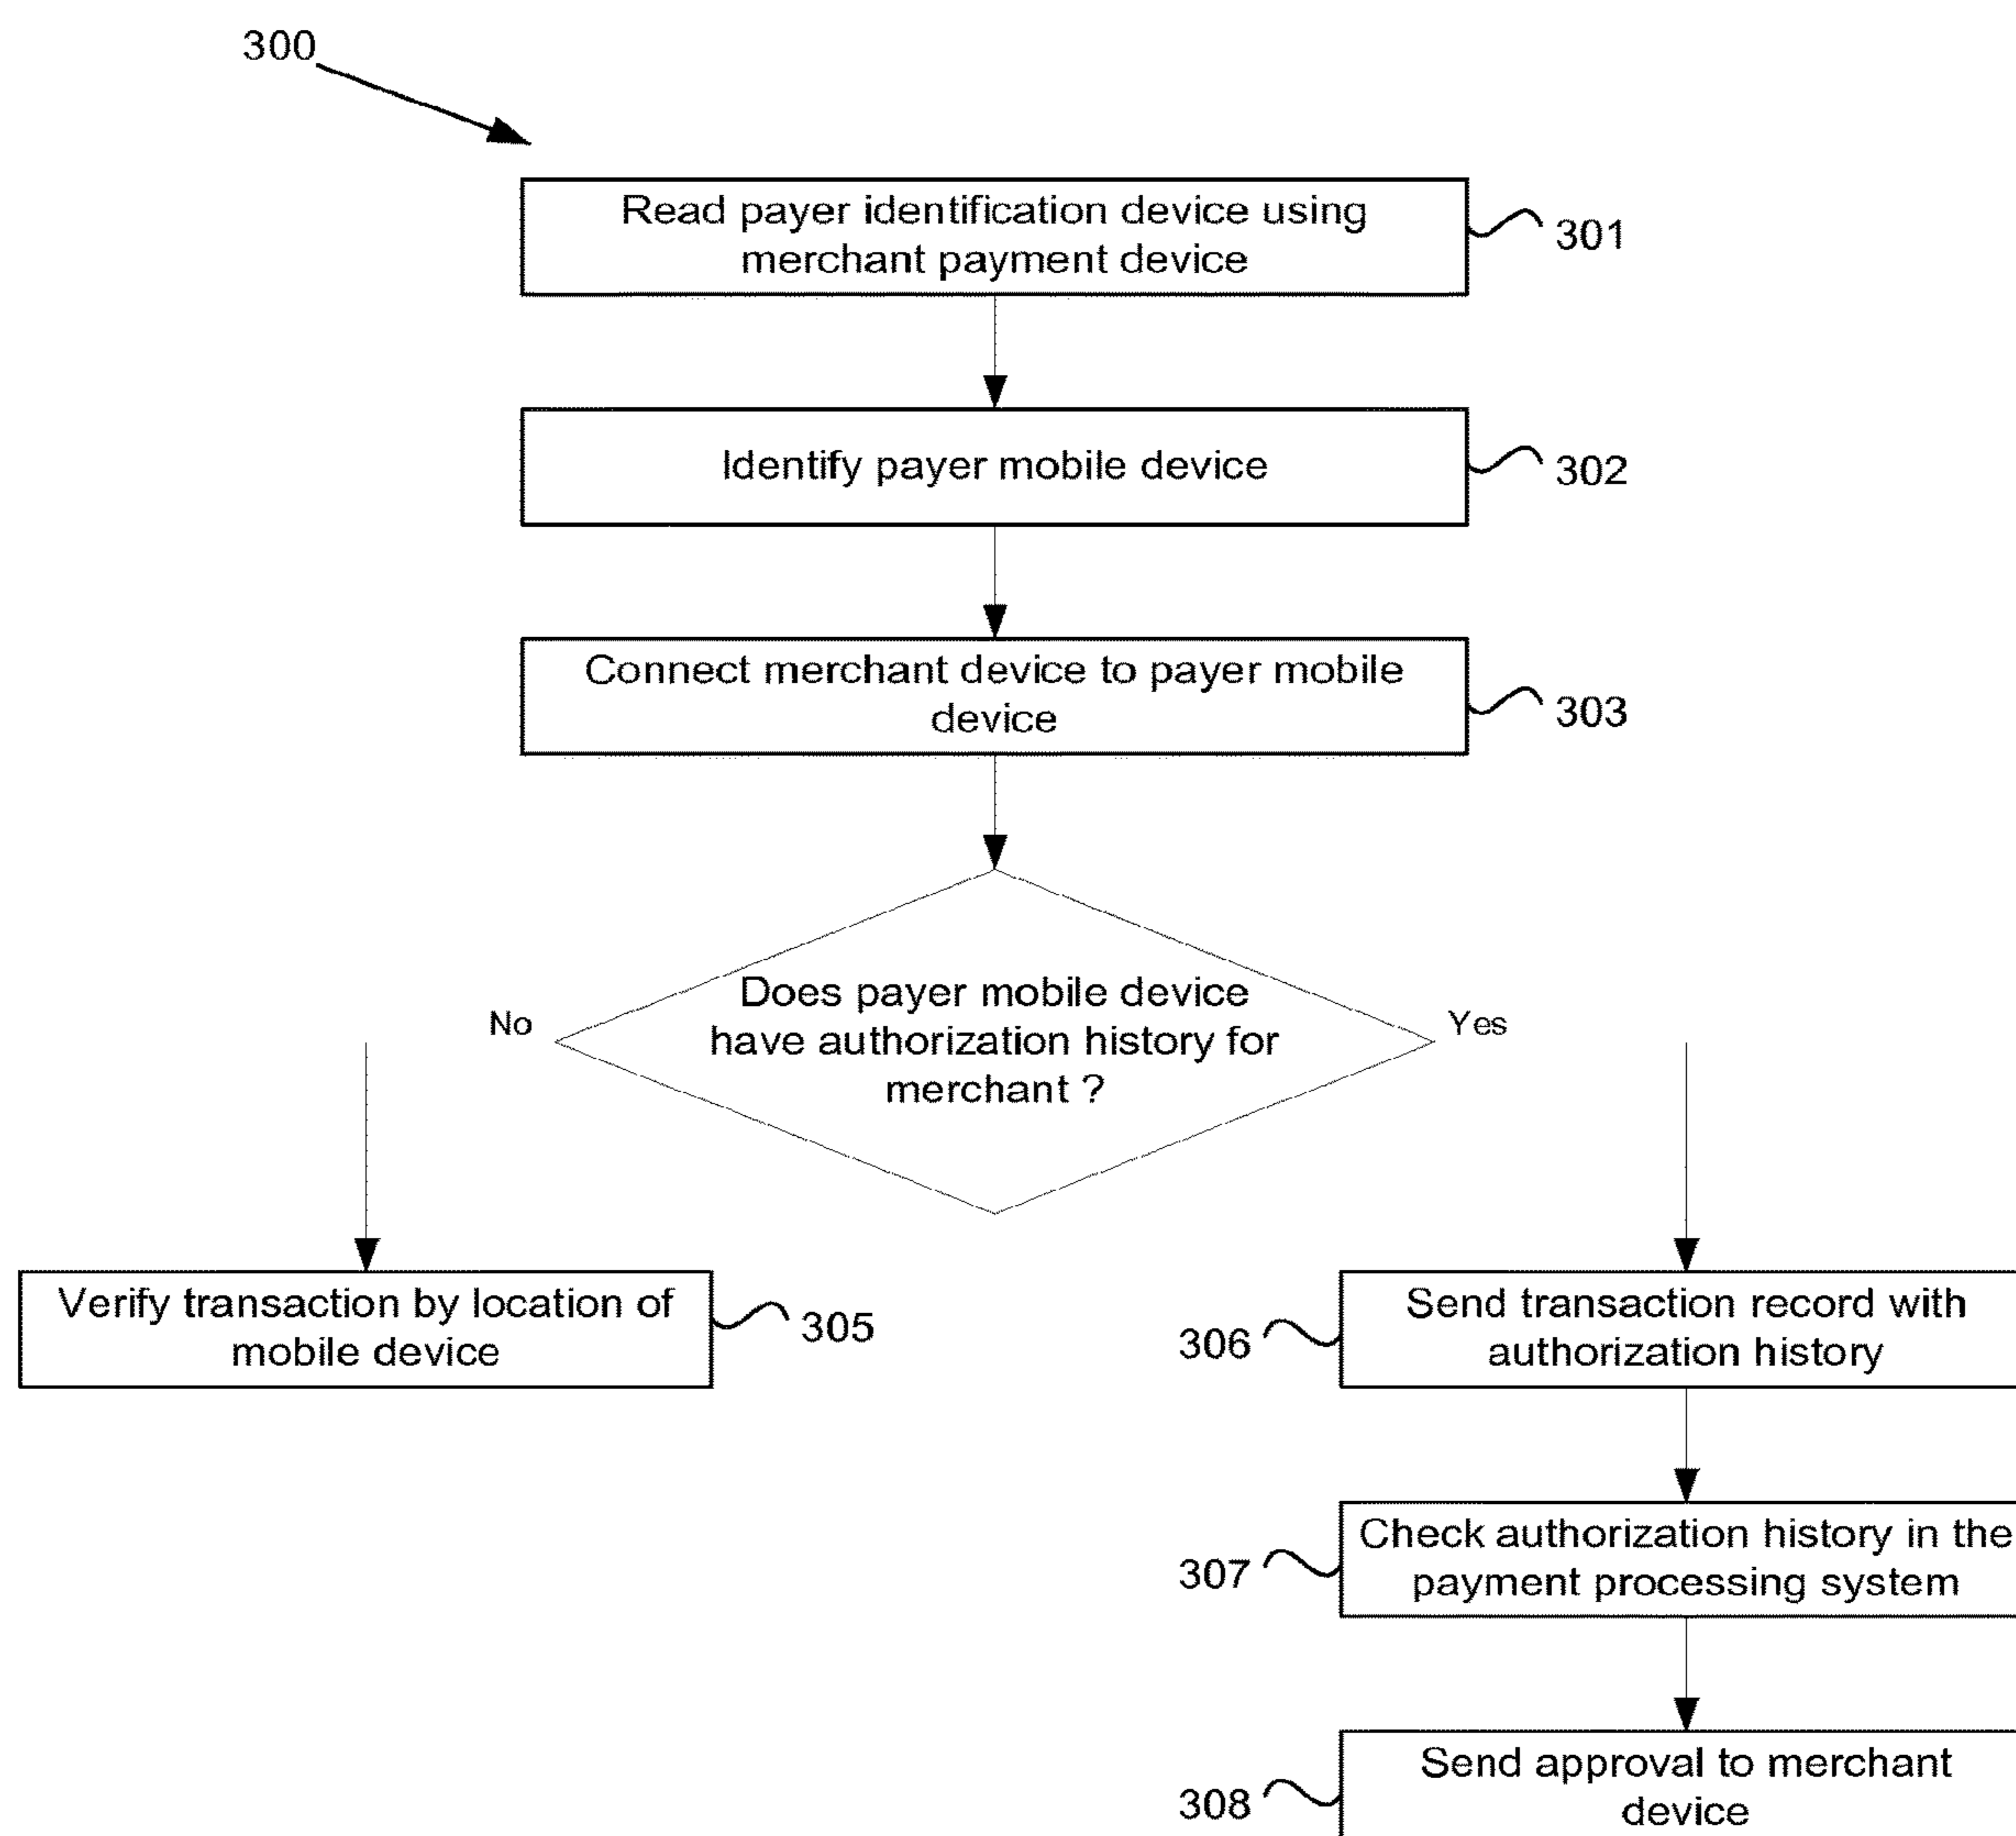 300
Read payer identification device using
merchant payment device
301
Identify payer mobile device
302
Connect merchant device to payer mobile
device
303
Does payer mobile device
have authorization history for
merchant ?
No
Yes
Verify transaction by location of
mobile device
305
Send transaction record with
authorization history
306
Check authorization history in the
payment processing system
307
Send approval to merchant
device
308